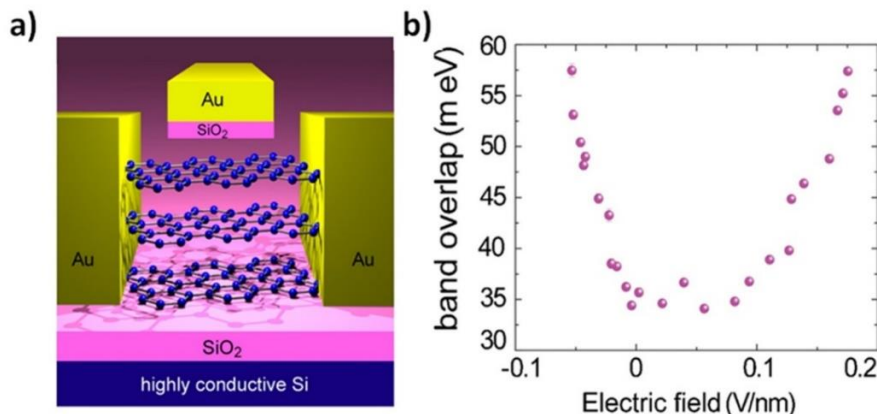 a)
Au
SiO2
Au
Au
SiO2
highly conductive Si
b)
band overlap (m eV)
60
55
50
45
40
35
30
-0.1
0
0.1
0.2
Electric field (V/nm)